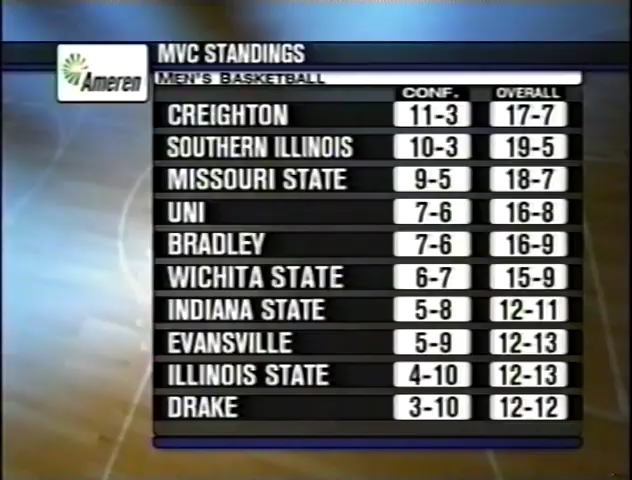 Ameren
MVC STANDINGS
MEN'S BASKETBALL
CONF. OVERALL
CREIGHTON 11-3 17-7
SOUTHERN ILLINOIS 10-3 19-5
MISSOURI STATE 9-5 18-7
UNI 7-6 16-8
BRADLEY 7-6 16-9
WICHITA STATE 6-7 15-9
INDIANA STATE 5-8 12-11
EVANSVILLE 5-9 12-13
ILLINOIS STATE 4-10 12-13
DRAKE 3-10 12-12